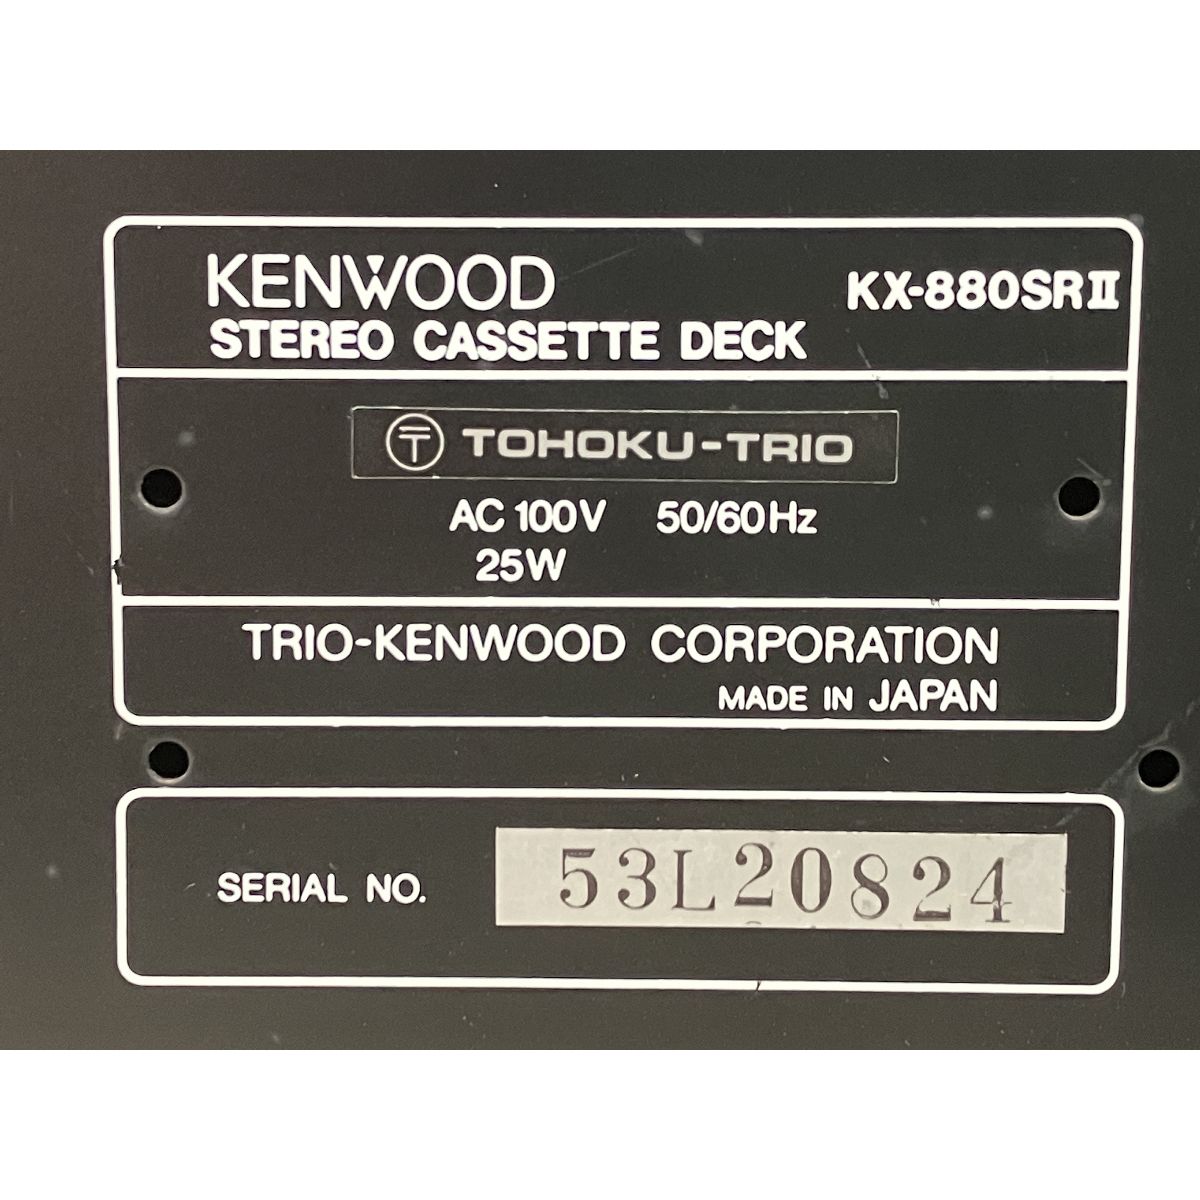 KENWOOD KX-880SRⅡ
STEREO CASSETTE DECK
〒 TOHOKU-TRIO
AC 100V 50/60Hz
25W
TRIO-KENWOOD CORPORATION
MADE IN JAPAN
SERIAL NO. 53L20824